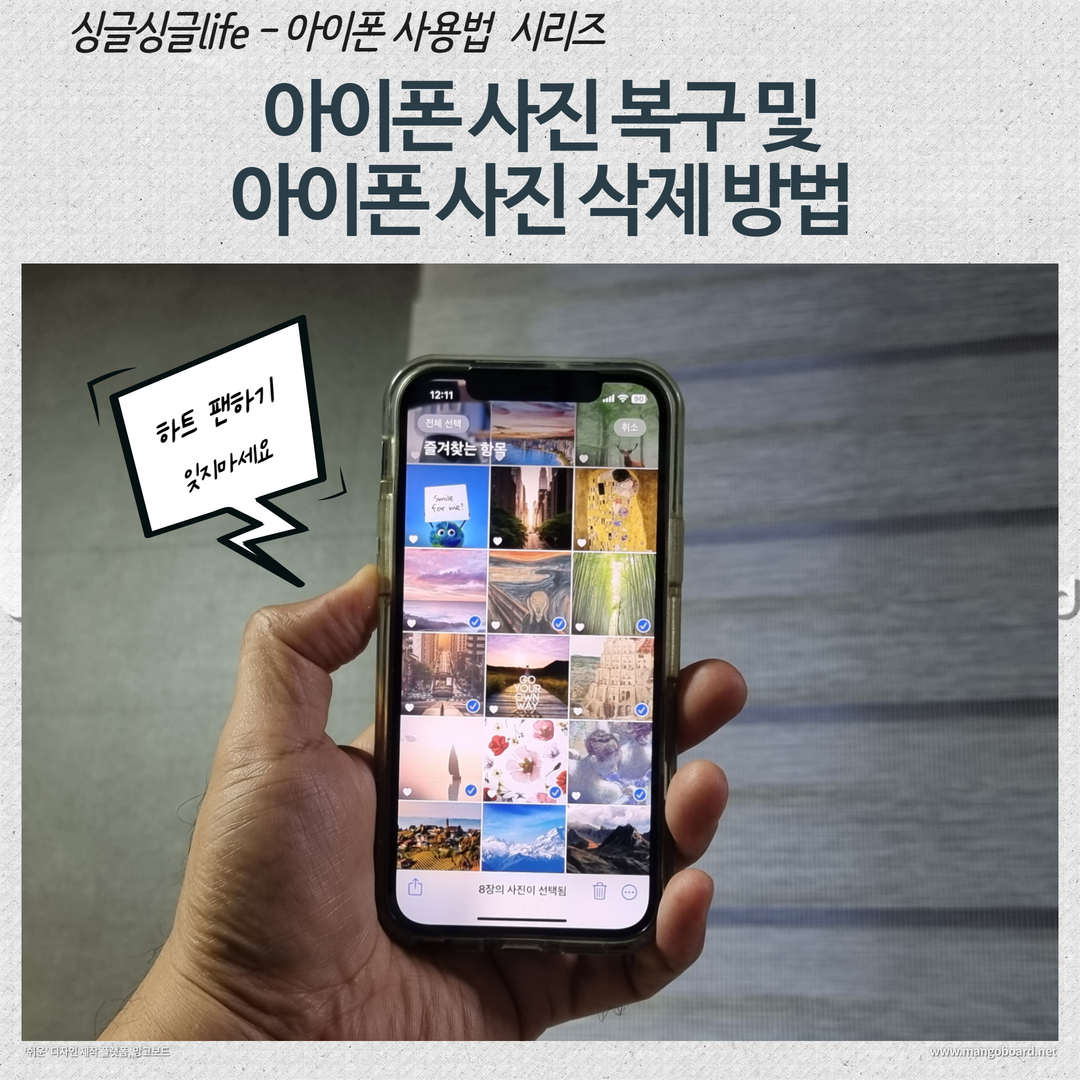 싱글싱글life - 아이폰 사용법 시리즈
아이폰 사진 복구 및
아이폰 사진 삭제 방법
하트 팬하기
잊지마세요
12:11
90
전체 선택
취소
즐겨찾는 항목
Smile
for me!
GO
YOUR
OWN
WAY
8장의 사진이 선택됨
'쉬운' 디자인 제작 플랫폼, 망고보드
www.mangoboard.net